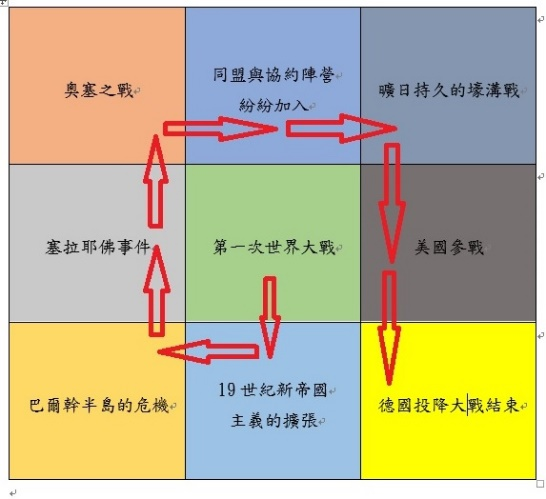 奧塞之戰
同盟與協約陣營
紛紛加入
曠日持久的壕溝戰
塞拉耶佛事件
第一次世界大戰
美國參戰
巴爾幹半島的危機
19 世紀新帝國
主義的擴張
德國投降大戰結束